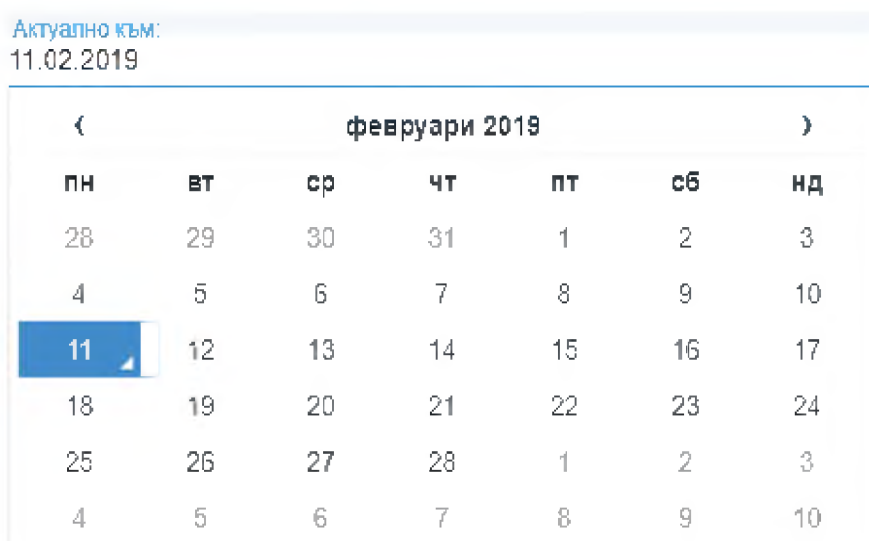 Актуално към:
11.02.2019
‹ февруари 2019 ›
пн вт ср чт пт сб нд
28 29 30 31 1 2 3
4 5 6 7 8 9 10
11 12 13 14 15 16 17
18 19 20 21 22 23 24
25 26 27 28 1 2 3
4 5 6 7 8 9 10